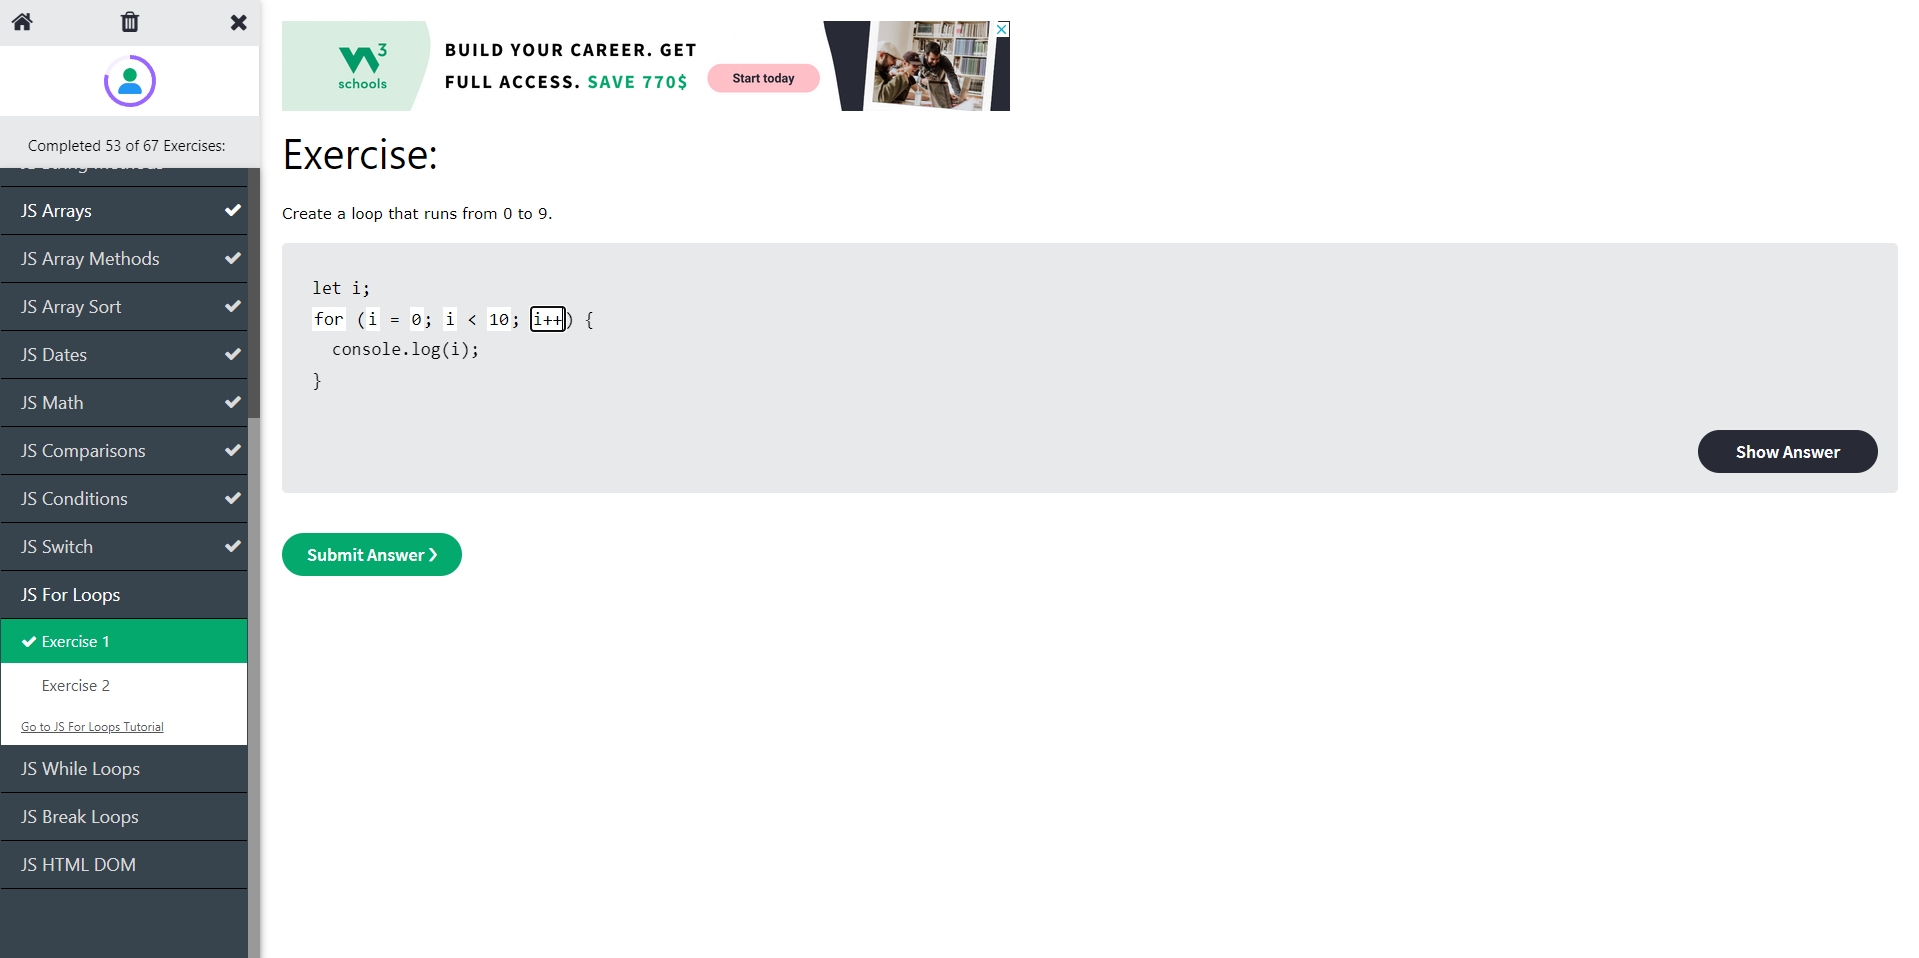 Completed 53 of 67 Exercises:
JS Arrays
JS Array Methods
JS Array Sort
JS Dates
JS Math
JS Comparisons
JS Conditions
JS Switch
JS For Loops
Exercise 1
Exercise 2
Go to JS For Loops Tutorial
JS While Loops
JS Break Loops
JS HTML DOM
w3
schools
BUILD YOUR CAREER. GET
FULL ACCESS. SAVE 770$
Start today
Exercise:
Create a loop that runs from 0 to 9.
let i;
for (i = 0; i < 10; i++) {
  console.log(i);
}
Show Answer
Submit Answer ❯